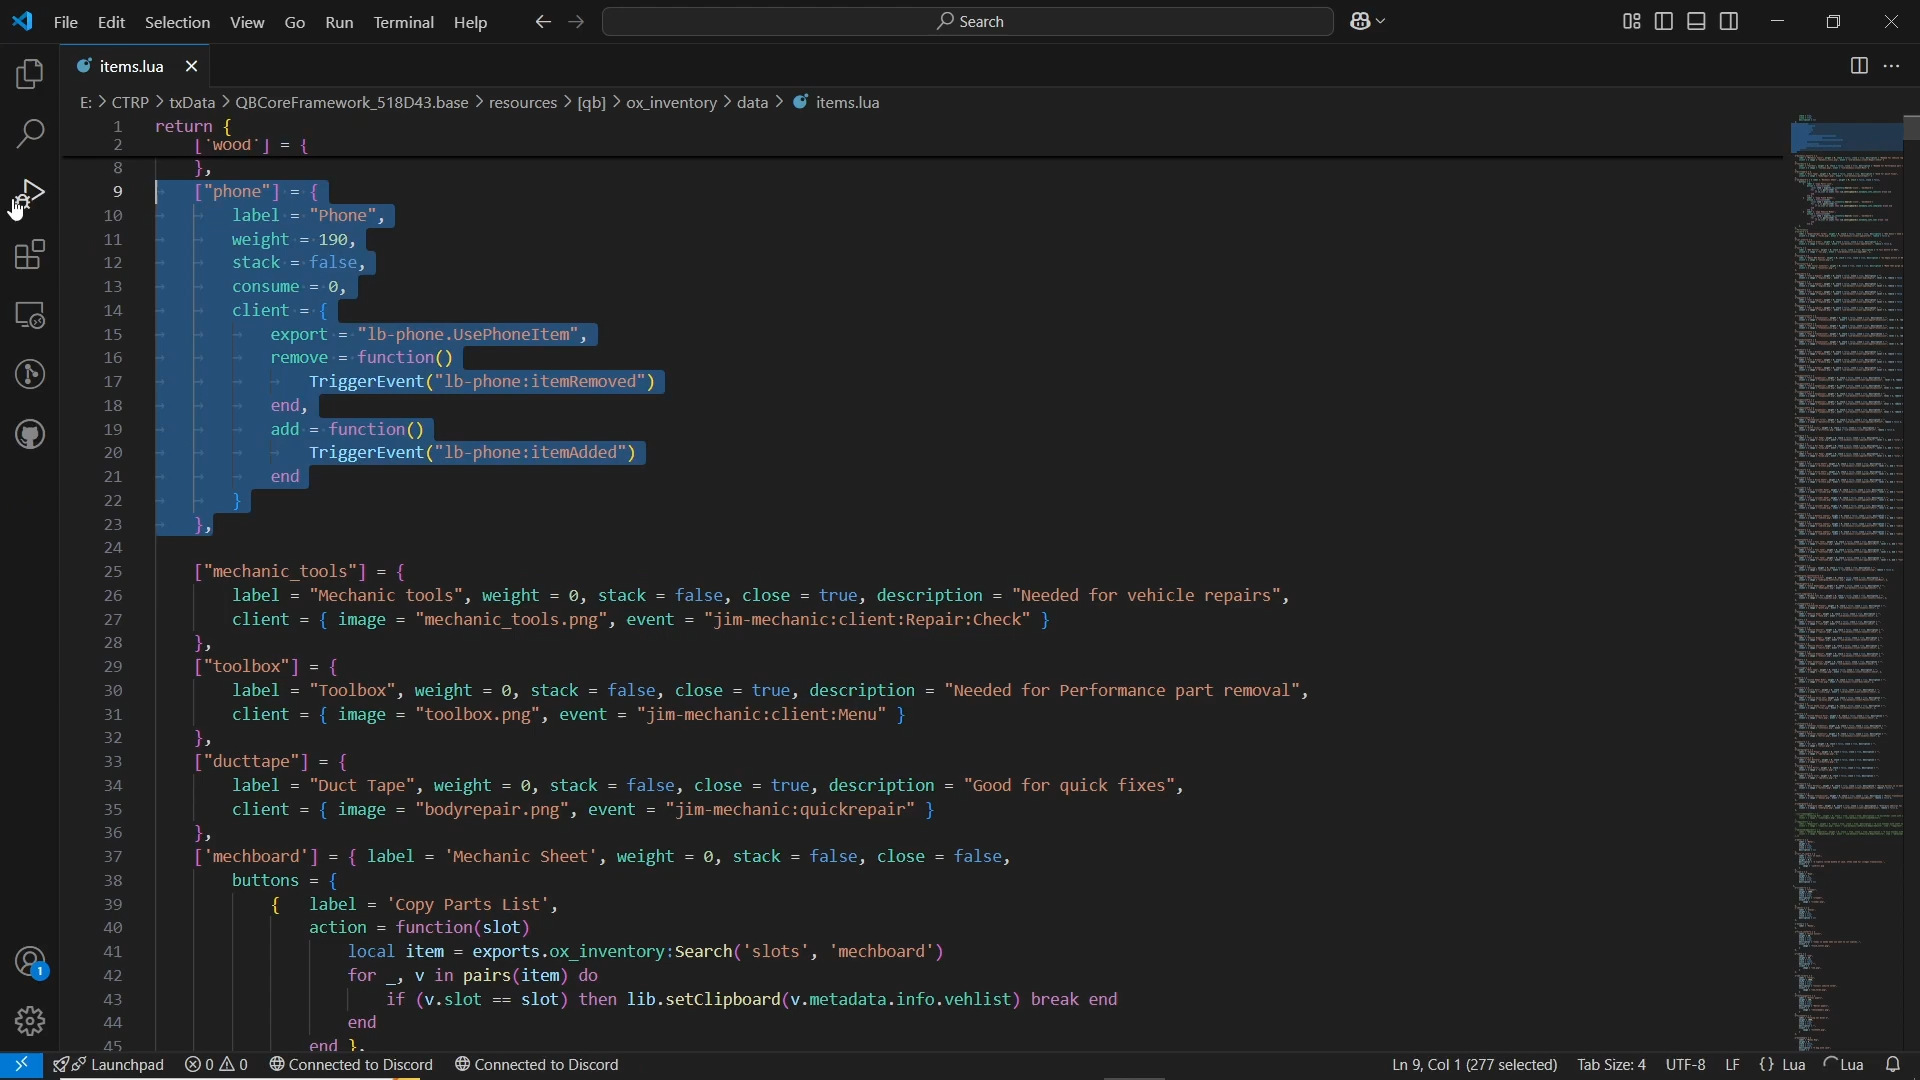 File Edit Selection View Go Run Terminal Help Search
items.lua
E: > CTRP > txData > QBCoreFramework_518D43.base > resources > [qb] > ox_inventory > data > items.lua
1 return {
2 ['wood'] = {
8 },
9 ["phone"] = {
10 label = "Phone",
11 weight = 190,
12 stack = false,
13 consume = 0,
14 client = {
15 export = "lb-phone.UsePhoneItem",
16 remove = function()
17 TriggerEvent("lb-phone:itemRemoved")
18 end,
19 add = function()
20 TriggerEvent("lb-phone:itemAdded")
21 end
22 }
23 },
24
25 ["mechanic_tools"] = {
26 label = "Mechanic tools", weight = 0, stack = false, close = true, description = "Needed for vehicle repairs",
27 client = { image = "mechanic_tools.png", event = "jim-mechanic:client:Repair:Check" }
28 },
29 ["toolbox"] = {
30 label = "Toolbox", weight = 0, stack = false, close = true, description = "Needed for Performance part removal",
31 client = { image = "toolbox.png", event = "jim-mechanic:client:Menu" }
32 },
33 ["ducttape"] = {
34 label = "Duct Tape", weight = 0, stack = false, close = true, description = "Good for quick fixes",
35 client = { image = "bodyrepair.png", event = "jim-mechanic:quickrepair" }
36 },
37 ['mechboard'] = { label = 'Mechanic Sheet', weight = 0, stack = false, close = false,
38 buttons = {
39 { label = 'Copy Parts List',
40 action = function(slot)
41 local item = exports.ox_inventory:Search('slots', 'mechboard')
42 for _, v in pairs(item) do
43 if (v.slot == slot) then lib.setClipboard(v.metadata.info.vehlist) break end
44 end
45 end },
1
Launchpad 0 0 Connected to Discord Connected to Discord Ln 9, Col 1 (277 selected) Tab Size: 4 UTF-8 LF {} Lua Lua